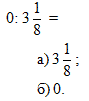 0: 3 1/8 =
а) 3 1/8 ;
б) 0.